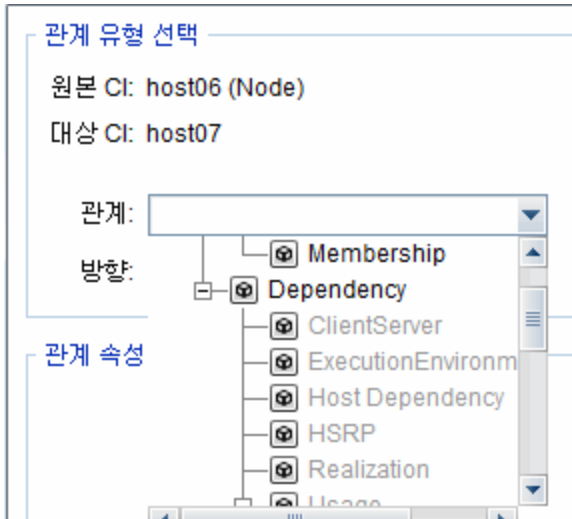 관계 유형 선택
원본 CI: host06 (Node)
대상 CI: host07
관계:
Membership
방향:
Dependency
ClientServer
관계 속성
ExecutionEnvironm
Host Dependency
HSRP
Realization
Usage